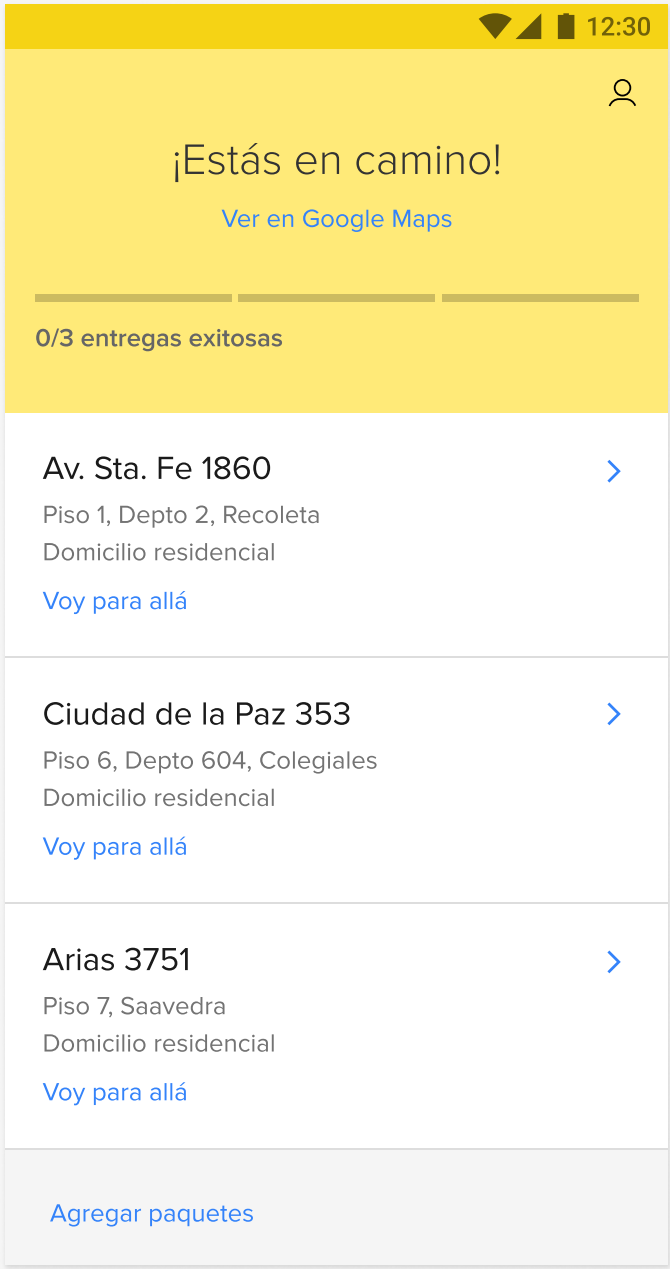 12:30
¡Estás en camino!
Ver en Google Maps
0/3 entregas exitosas
Av. Sta. Fe 1860
Piso 1, Depto 2, Recoleta
Domicilio residencial
Voy para allá
Ciudad de la Paz 353
Piso 6, Depto 604, Colegiales
Domicilio residencial
Voy para allá
Arias 3751
Piso 7, Saavedra
Domicilio residencial
Voy para allá
Agregar paquetes